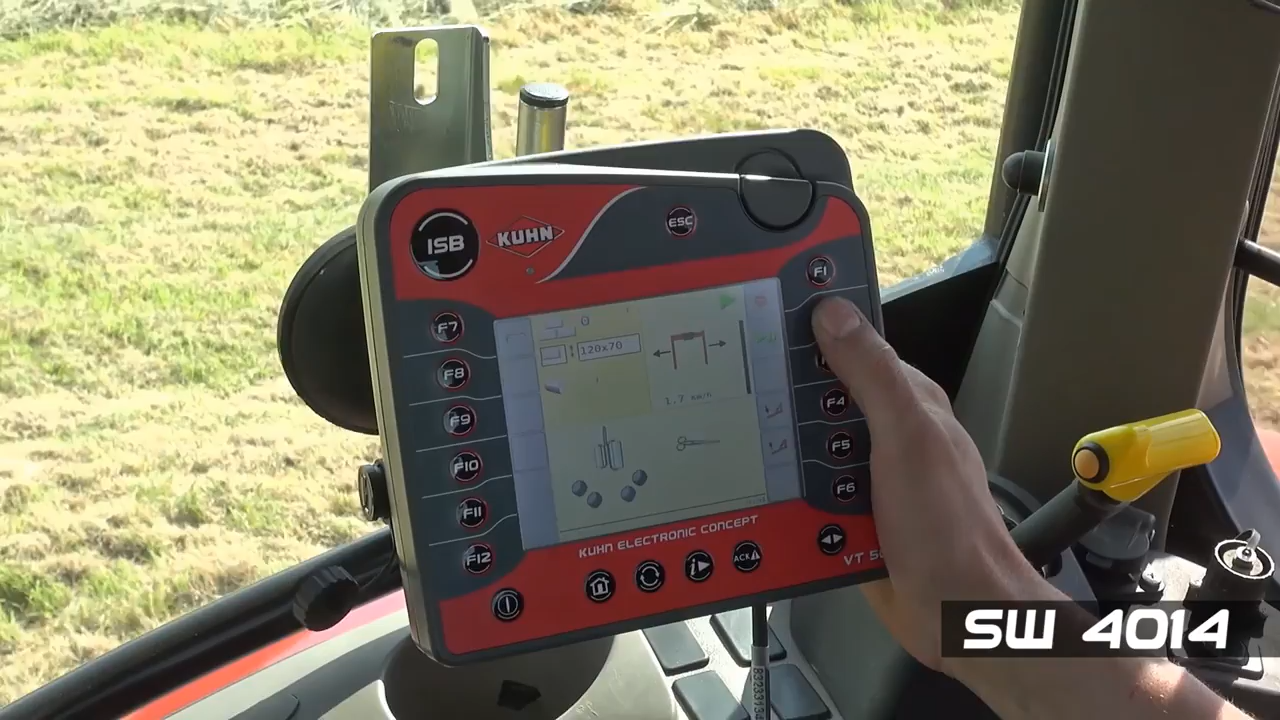 ISB
KUHN
ESC
F1
F7
F8
F9
F10
F11
F12
F4
F5
F6
120x70
1.7 km/h
KUHN ELECTRONIC CONCEPT
ACK
VT
SW 4014